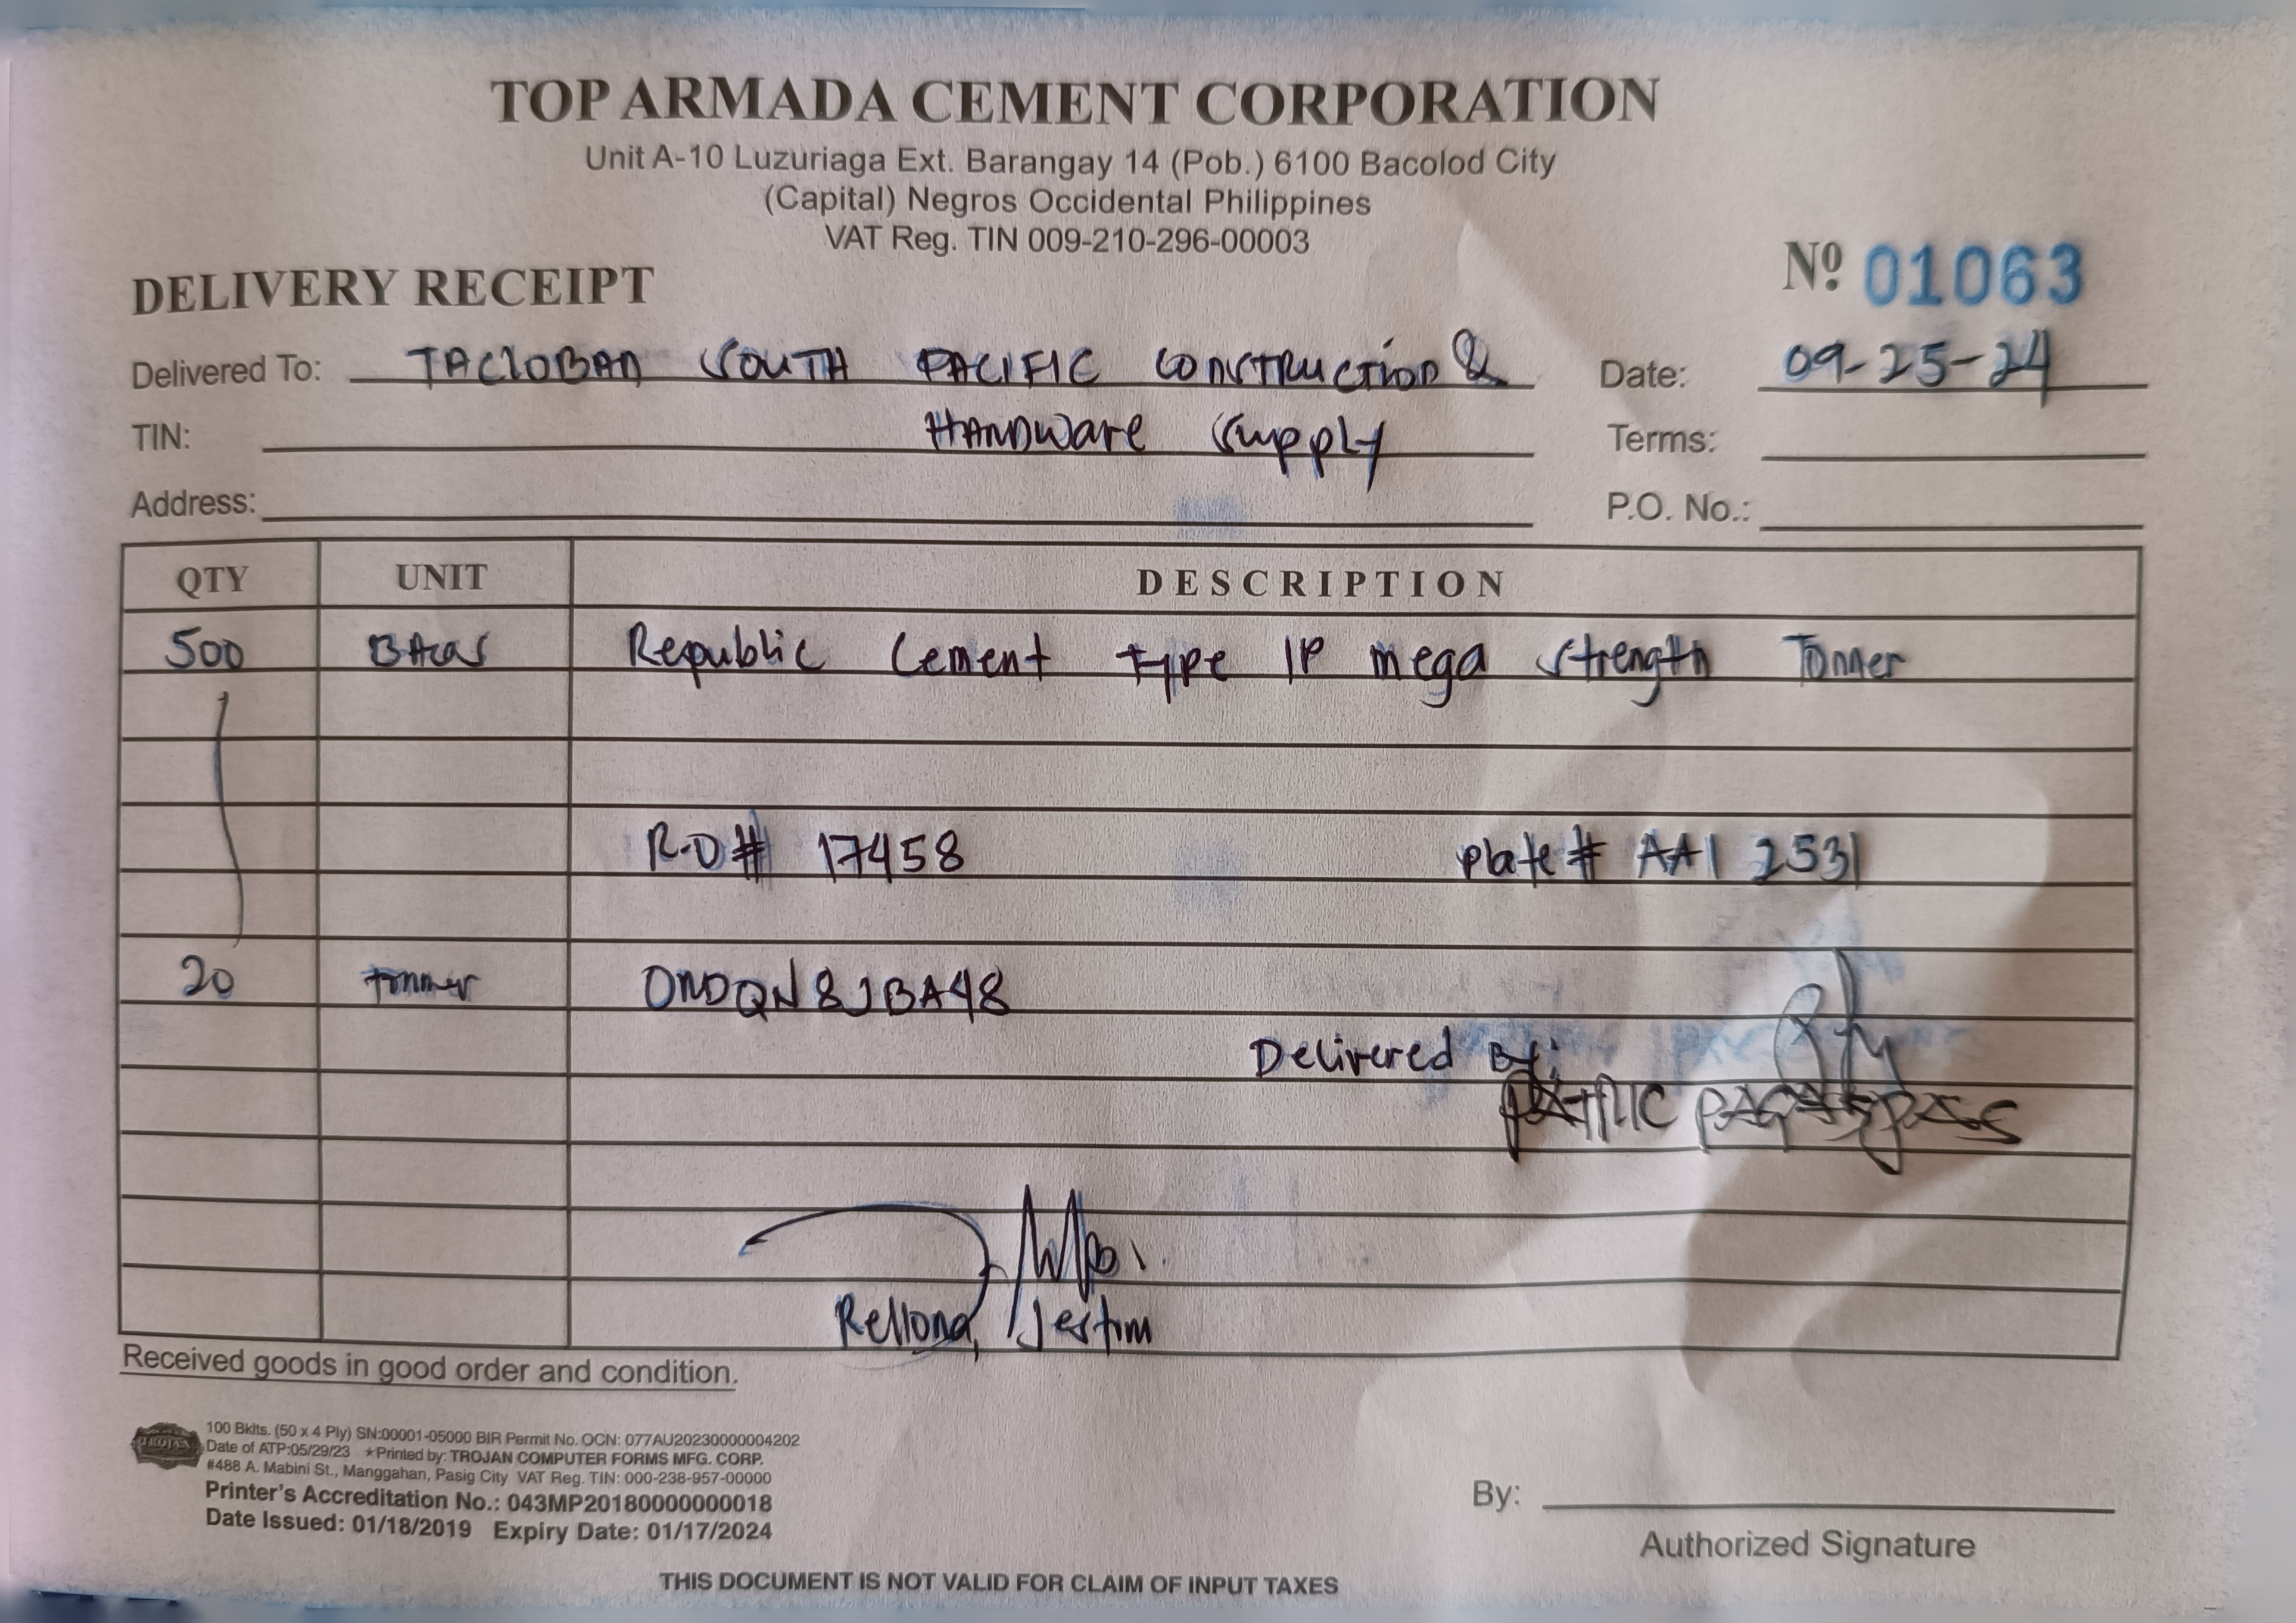 TOP ARMADA CEMENT CORPORATION
Unit A-10 Luzuriaga Ext. Barangay 14 (Pob.) 6100 Bacolod City
(Capital) Negros Occidental Philippines
VAT Reg. TIN 009-210-296-00003
DELIVERY RECEIPT
Nº 01063
Delivered To: TACLOBAN SOUTH PACIFIC CONSTRUCTION &
Date: 09-25-24
TIN: HARDWare Supply
Terms:
Address:
P.O. No.:
QTY UNIT DESCRIPTION
500 BAGS Republic Cement type 1P mega strength Tonner
R.O# 17458 plate # AAI 2531
20 tonner ONDQN8JBA48
Delivered By:
PATRIC
Rellona, Jestim
Received goods in good order and condition.
TROJAN
100 Bklts. (50 x 4 Ply) SN:00001-05000 BIR Permit No. OCN: 077AU20230000004202
Date of ATP:05/29/23 ★Printed by: TROJAN COMPUTER FORMS MFG. CORP.
#488 A. Mabini St., Manggahan, Pasig City VAT Reg. TIN: 000-238-957-00000
Printer's Accreditation No.: 043MP20180000000018
Date Issued: 01/18/2019 Expiry Date: 01/17/2024
By:
Authorized Signature
THIS DOCUMENT IS NOT VALID FOR CLAIM OF INPUT TAXES